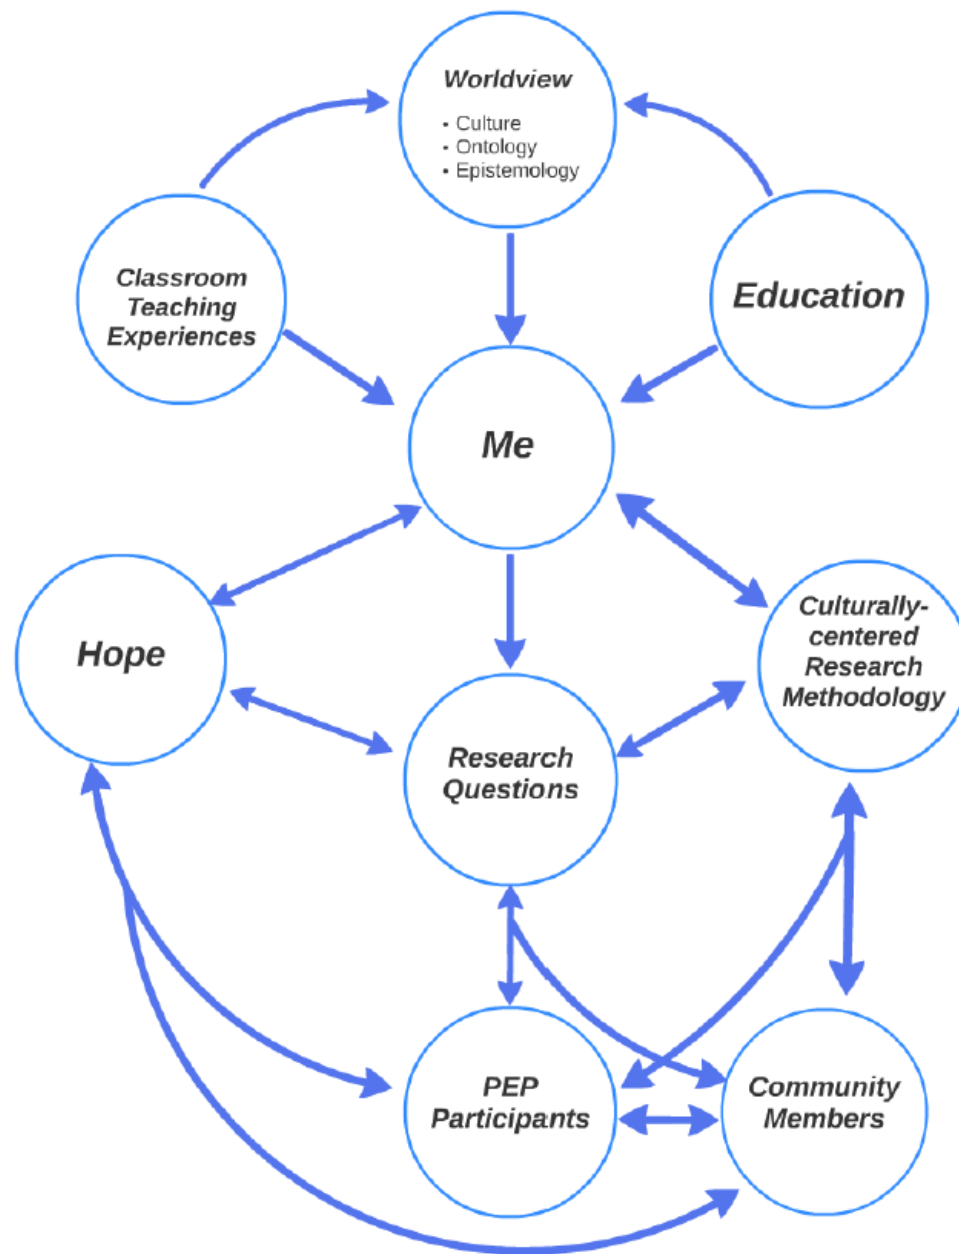 Worldview
• Culture
• Ontology
• Epistemology
Classroom
Teaching
Experiences
Education
Me
Hope
Culturally-
centered
Research
Methodology
Research
Questions
PEP
Participants
Community
Members